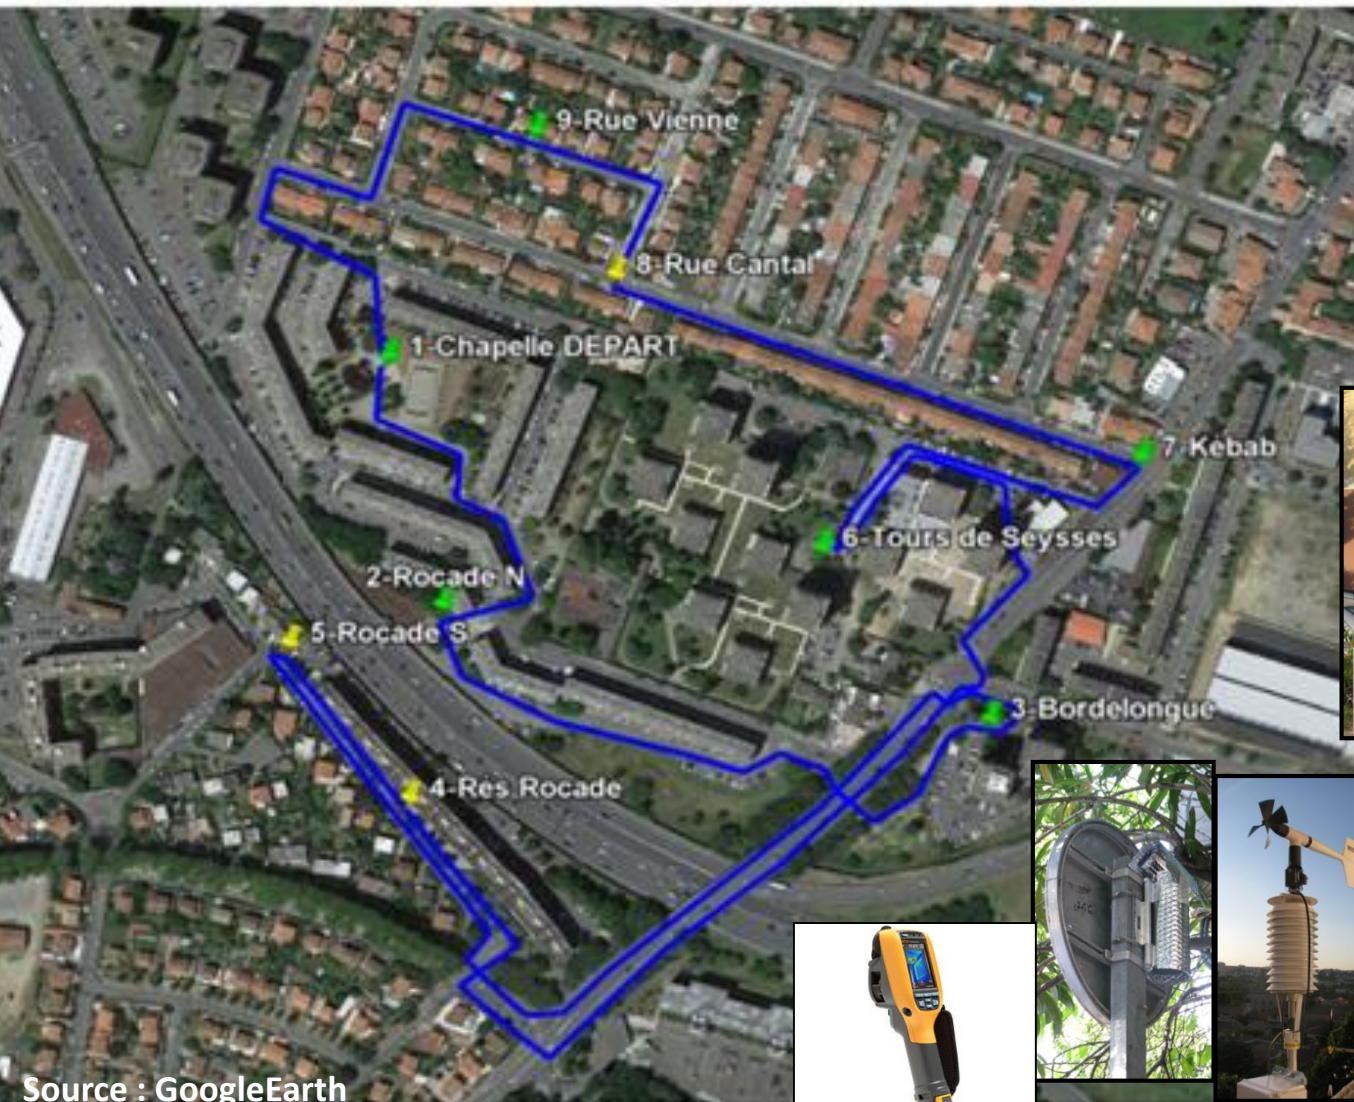 9-Rue Vienne
8-Rue Cantal
1-Chapelle DEPART
7-Kébab
6-Tours de Seysses
2-Rocade N
5-Rocade S
3-Bordelongue
4-Res.Rocade
Source : GoogleEarth